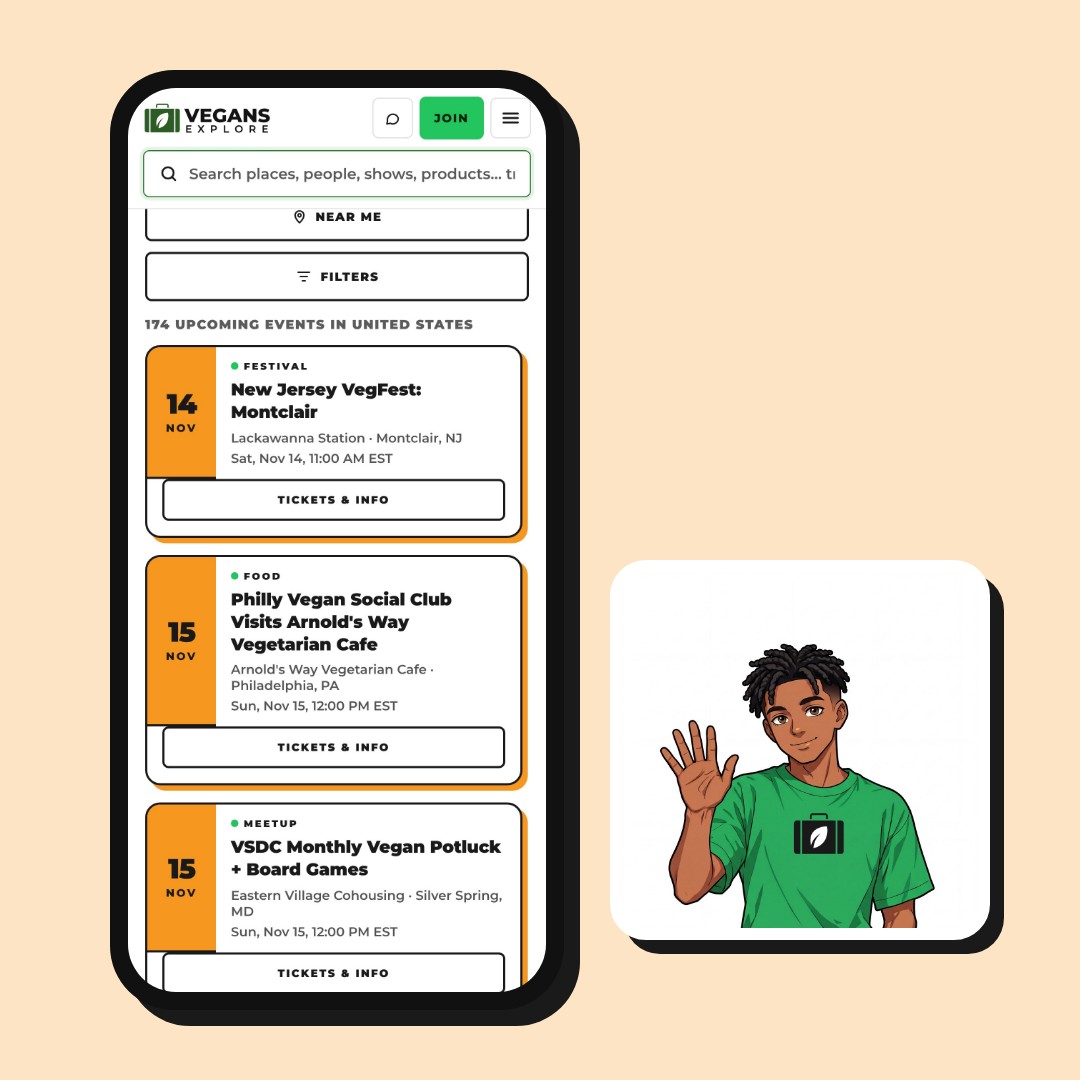 VEGANS
EXPLORE
JOIN
Search places, people, shows, products...
NEAR ME
FILTERS
174 UPCOMING EVENTS IN UNITED STATES
14
NOV
FESTIVAL
New Jersey VegFest:
Montclair
Lackawanna Station · Montclair, NJ
Sat, Nov 14, 11:00 AM EST
TICKETS & INFO
15
NOV
FOOD
Philly Vegan Social Club
Visits Arnold's Way
Vegetarian Cafe
Arnold's Way Vegetarian Cafe ·
Philadelphia, PA
Sun, Nov 15, 12:00 PM EST
TICKETS & INFO
15
NOV
MEETUP
VSDC Monthly Vegan Potluck
+ Board Games
Eastern Village Cohousing · Silver Spring,
MD
Sun, Nov 15, 12:00 PM EST
TICKETS & INFO